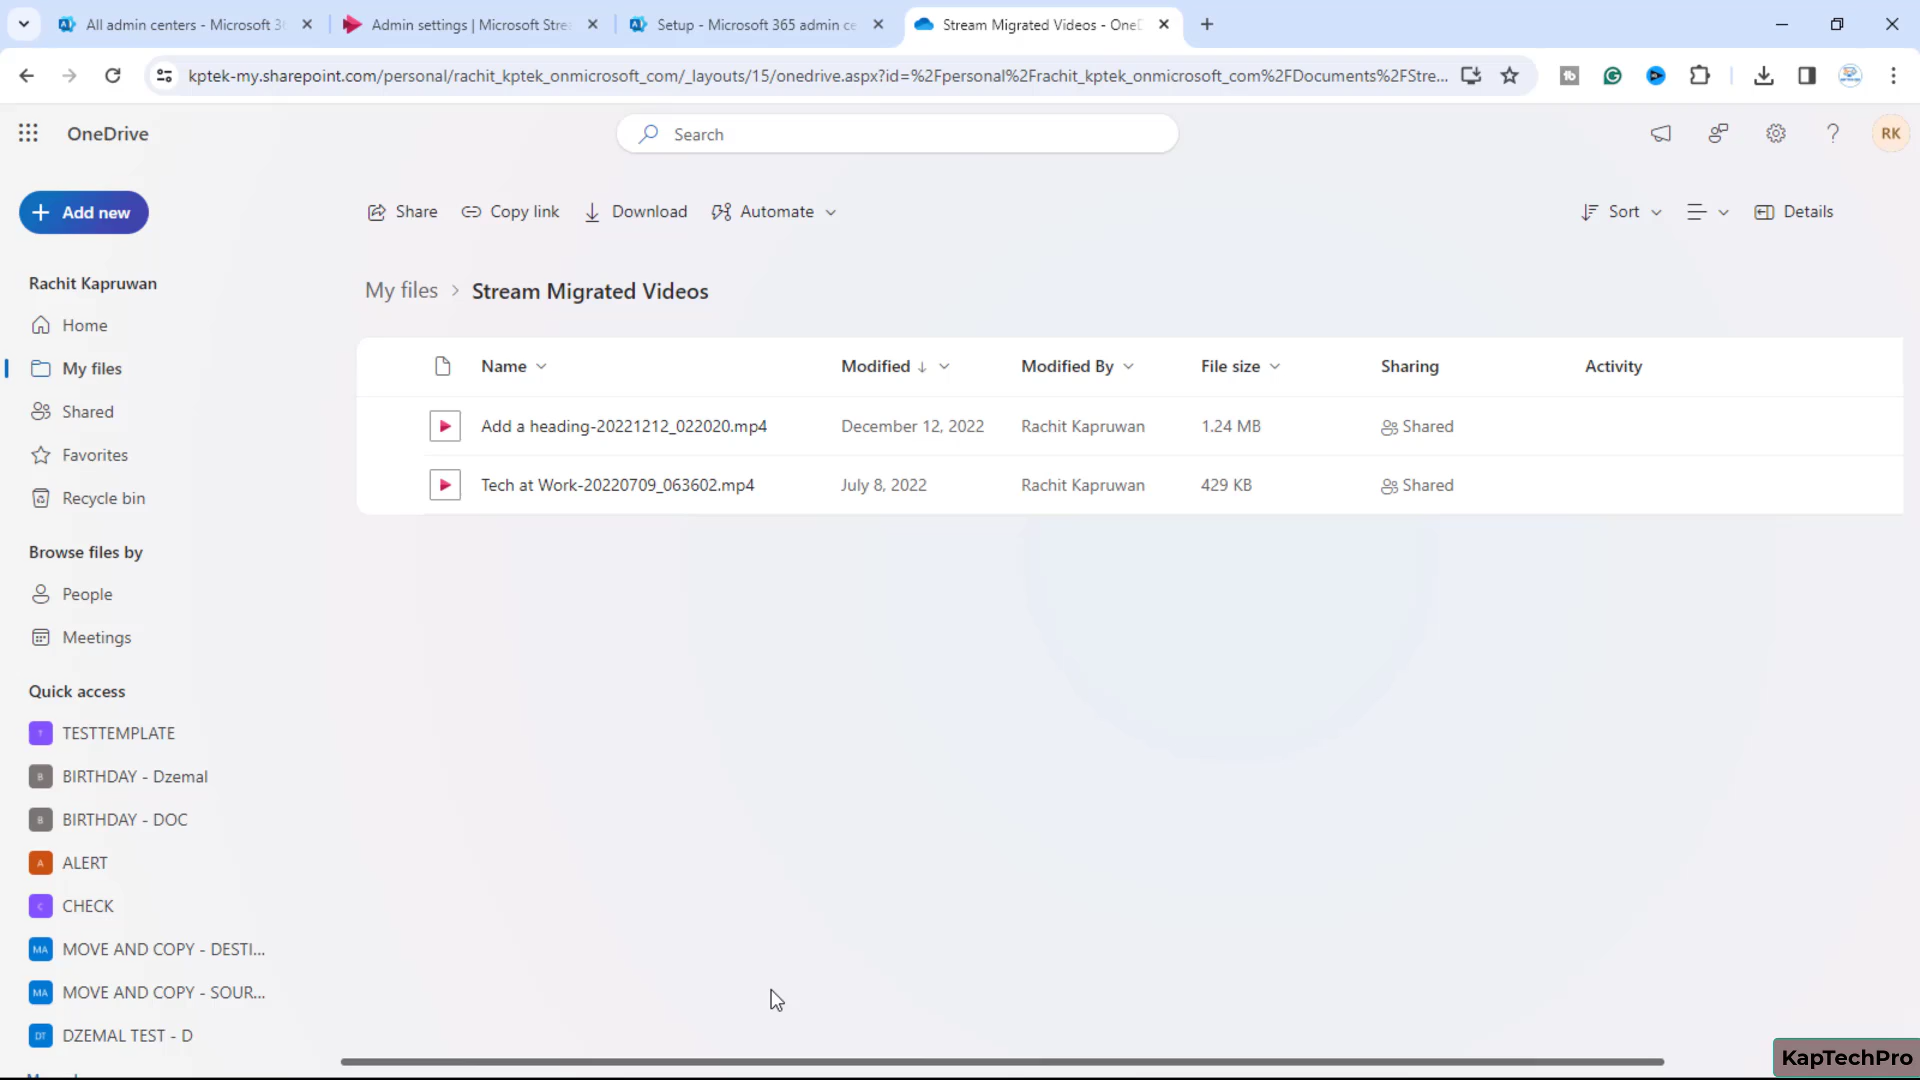 All admin centers - Microsoft 3
Admin settings | Microsoft Stre
Setup - Microsoft 365 admin ce
Stream Migrated Videos - OneD
kptek-my.sharepoint.com/personal/rachit_kptek_onmicrosoft_com/_layouts/15/onedrive.aspx?id=%2Fpersonal%2Frachit_kptek_onmicrosoft_com%2FDocuments%2FStre...
OneDrive
Search
RK
Add new
Share
Copy link
Download
Automate
Sort
Details
Rachit Kapruwan
Home
My files
Shared
Favorites
Recycle bin
Browse files by
People
Meetings
Quick access
TESTTEMPLATE
B BIRTHDAY - Dzemal
B BIRTHDAY - DOC
A ALERT
C CHECK
MA MOVE AND COPY - DESTI...
MA MOVE AND COPY - SOUR...
DT DZEMAL TEST - D
My files > Stream Migrated Videos
Name Modified Modified By File size Sharing Activity
Add a heading-20221212_022020.mp4 December 12, 2022 Rachit Kapruwan 1.24 MB Shared
Tech at Work-20220709_063602.mp4 July 8, 2022 Rachit Kapruwan 429 KB Shared
KapTechPro